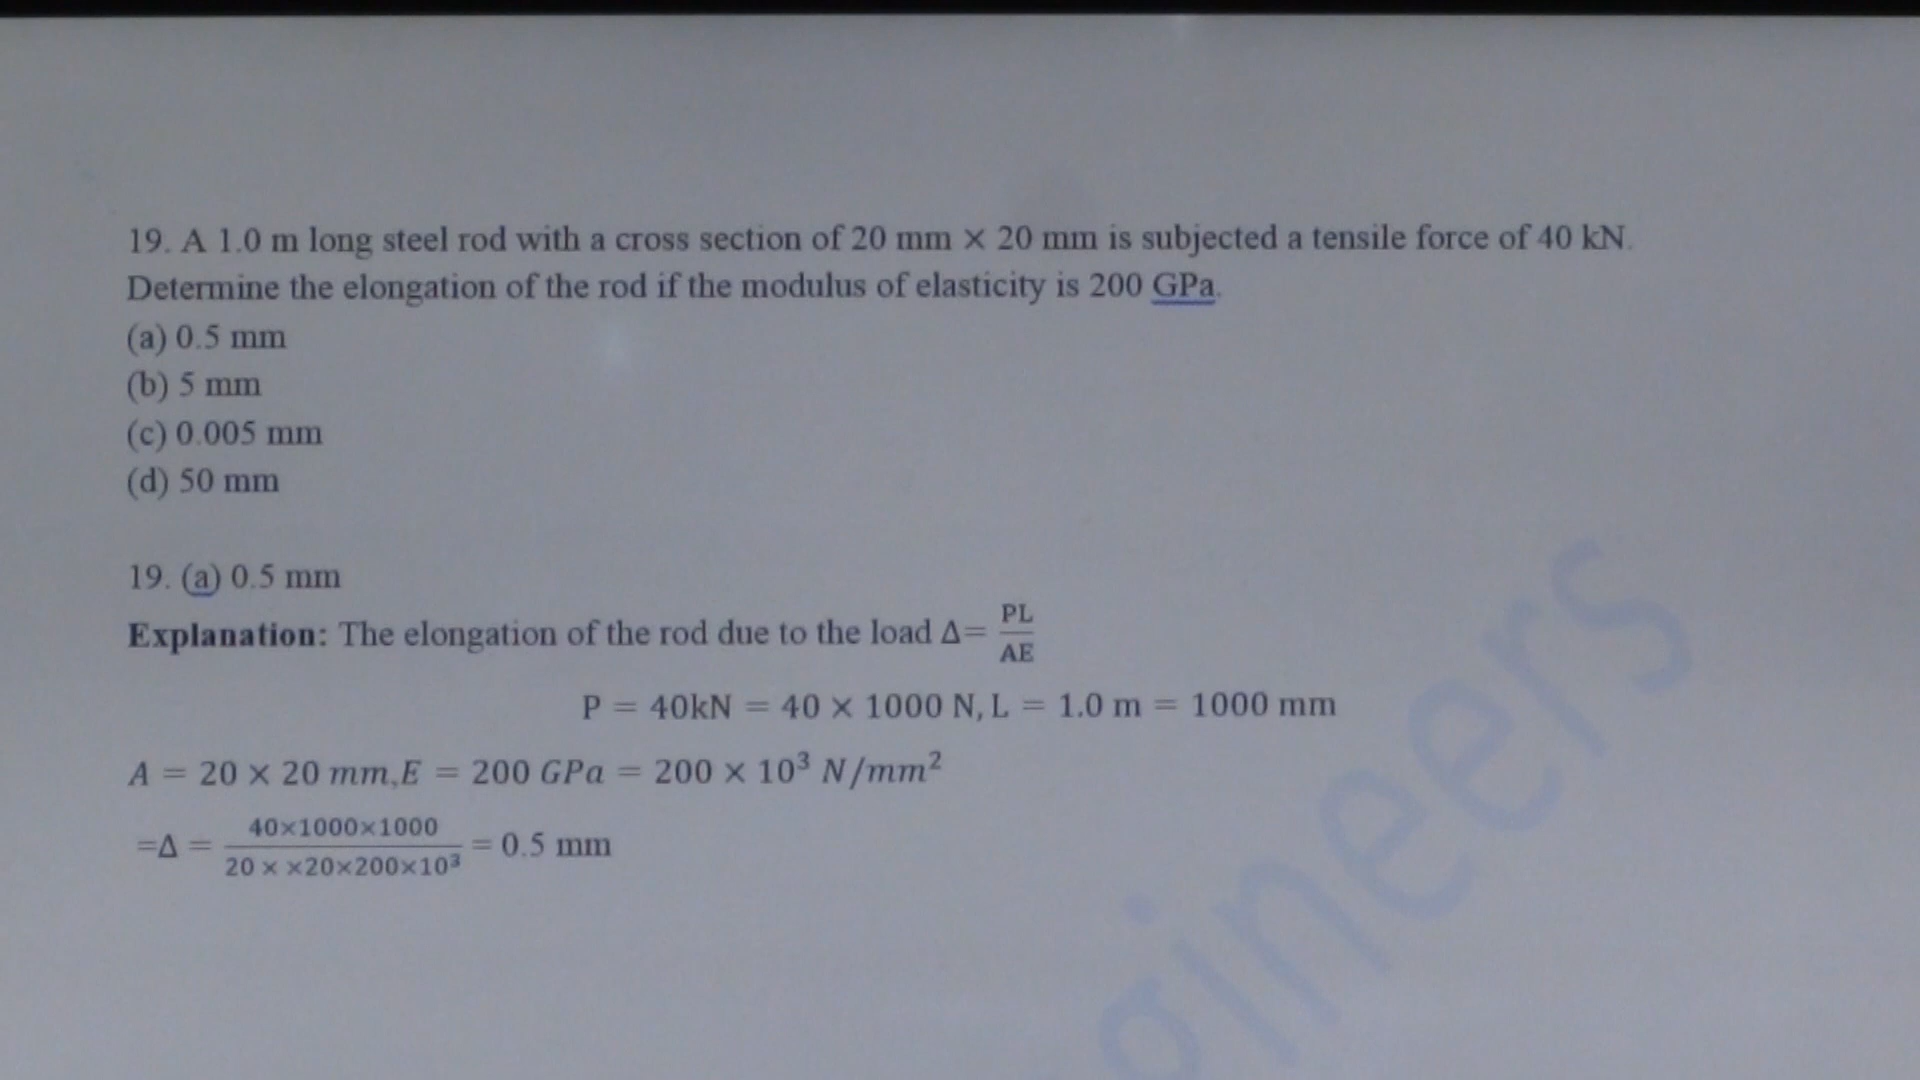 19. A 1.0 m long steel rod with a cross section of 20 mm × 20 mm is subjected a tensile force of 40 kN.
Determine the elongation of the rod if the modulus of elasticity is 200 GPa.
(a) 0.5 mm
(b) 5 mm
(c) 0.005 mm
(d) 50 mm
19. (a) 0.5 mm
Explanation: The elongation of the rod due to the load Δ= PL/AE
P = 40kN = 40 × 1000 N, L = 1.0 m = 1000 mm
A = 20 × 20 mm,E = 200 GPa = 200 × 10³ N/mm²
=Δ = 40×1000×1000/20 × ×20×200×10³ = 0.5 mm
gineers